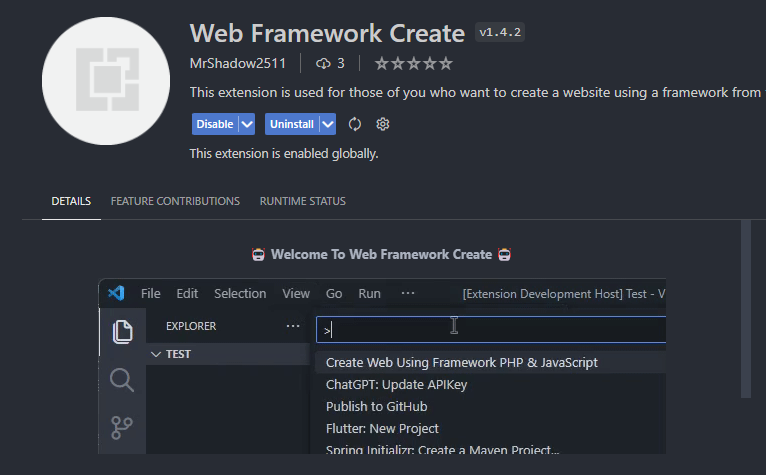 Web Framework Create v1.4.2
MrShadow2511 3
This extension is used for those of you who want to create a website using a framework from
Disable Uninstall
This extension is enabled globally.
DETAILS FEATURE CONTRIBUTIONS RUNTIME STATUS
Welcome To Web Framework Create
File Edit Selection View Go Run ··· [Extension Development Host] Test - V
EXPLORER ···
>
TEST
Create Web Using Framework PHP & JavaScript
ChatGPT: Update APIKey
Publish to GitHub
Flutter: New Project
Spring Initializr: Create a Maven Project...